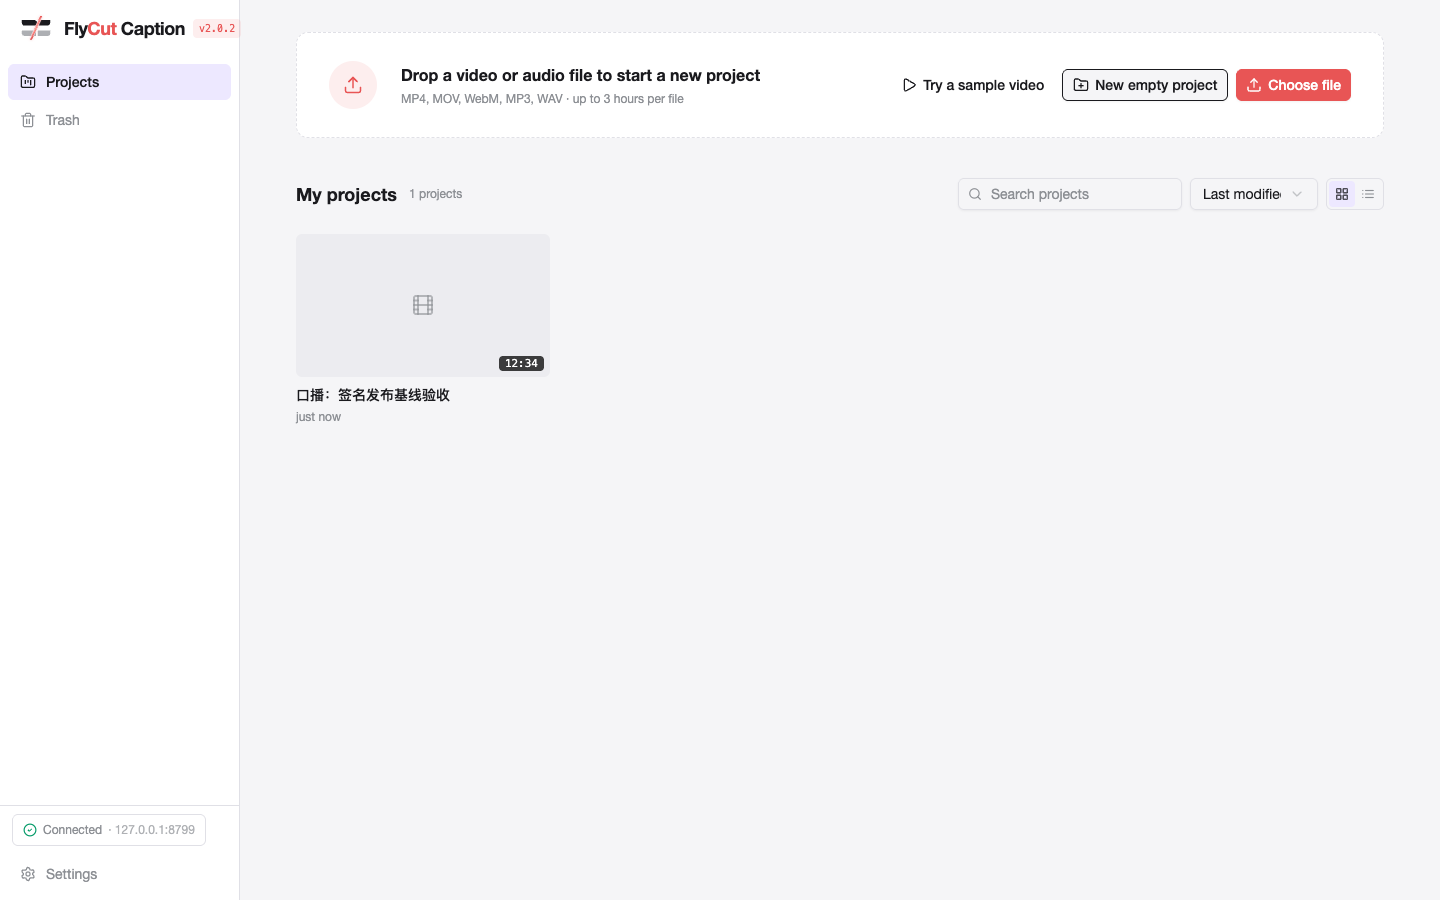 FlyCut Caption v2.0.2
Projects
Trash
Drop a video or audio file to start a new project
MP4, MOV, WebM, MP3, WAV · up to 3 hours per file
Try a sample video
New empty project
Choose file
My projects
1 projects
Search projects
Last modifie
12:34
口播：签名发布基线验收
just now
Connected · 127.0.0.1:8799
Settings